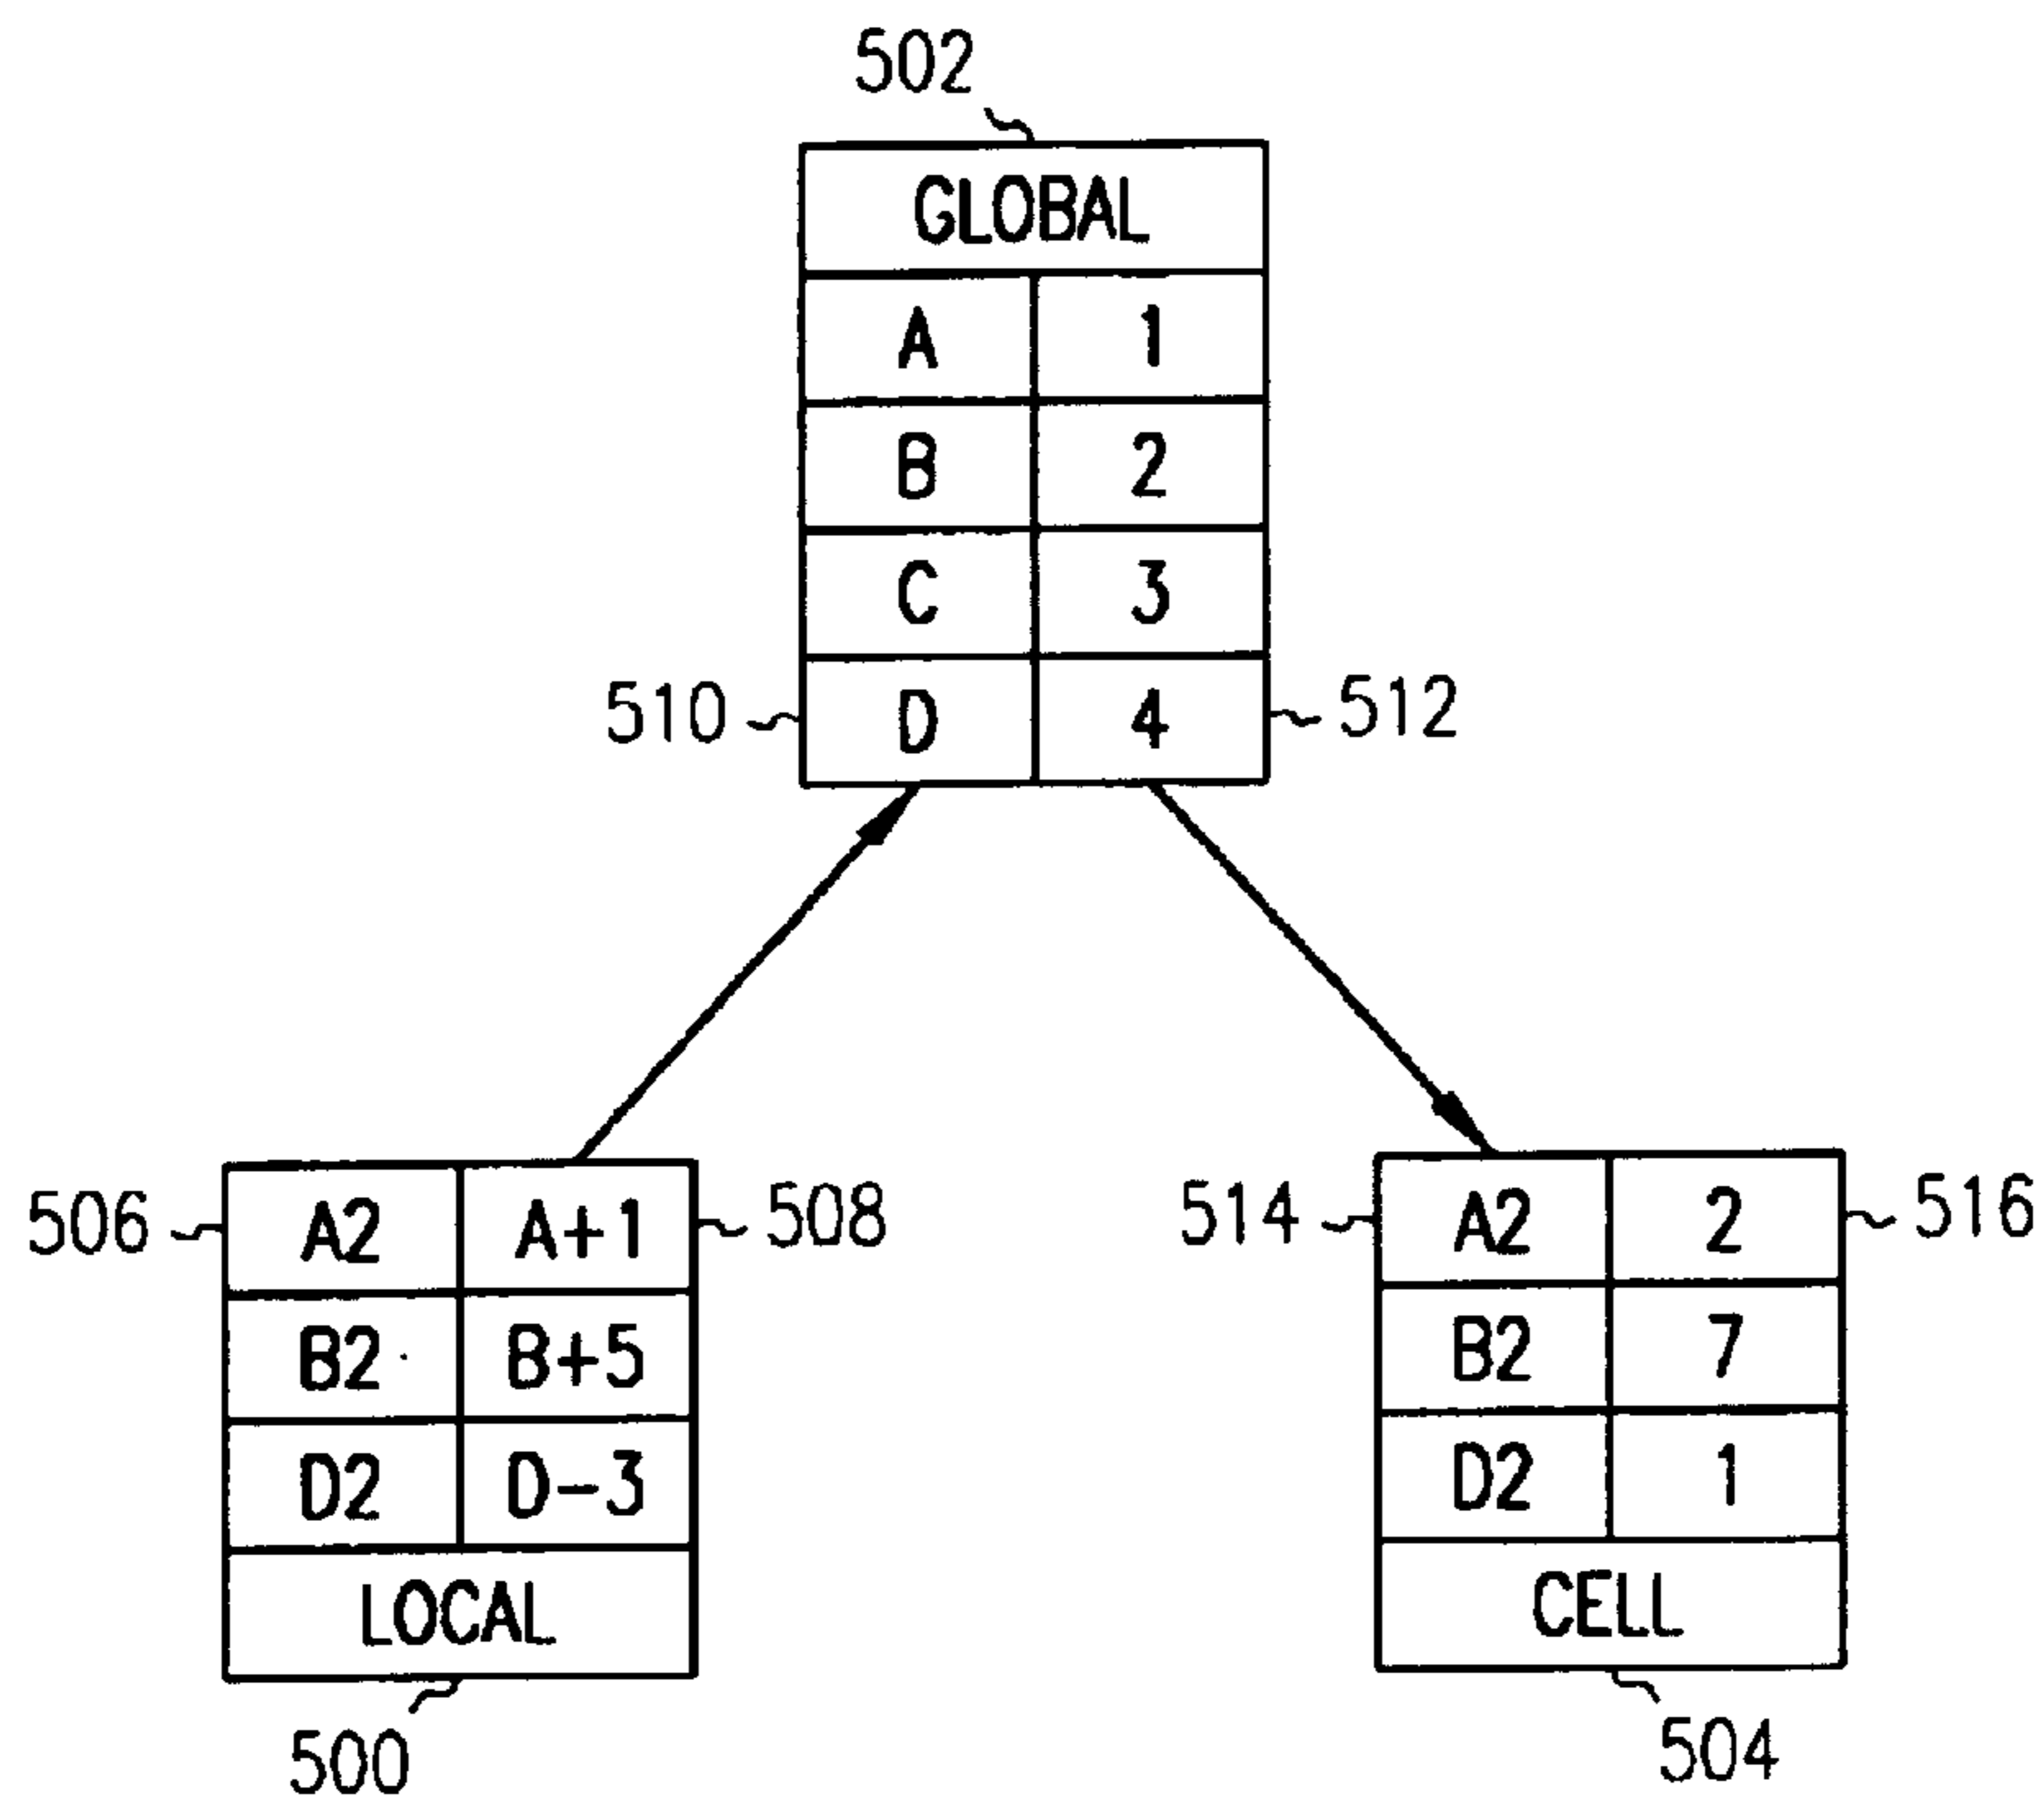 502
GLOBAL
A 1
B 2
C 3
510 D 4 512
506 A2 A+1 508
B2 B+5
D2 D-3
LOCAL
500
514 A2 2 516
B2 7
D2 1
CELL
504